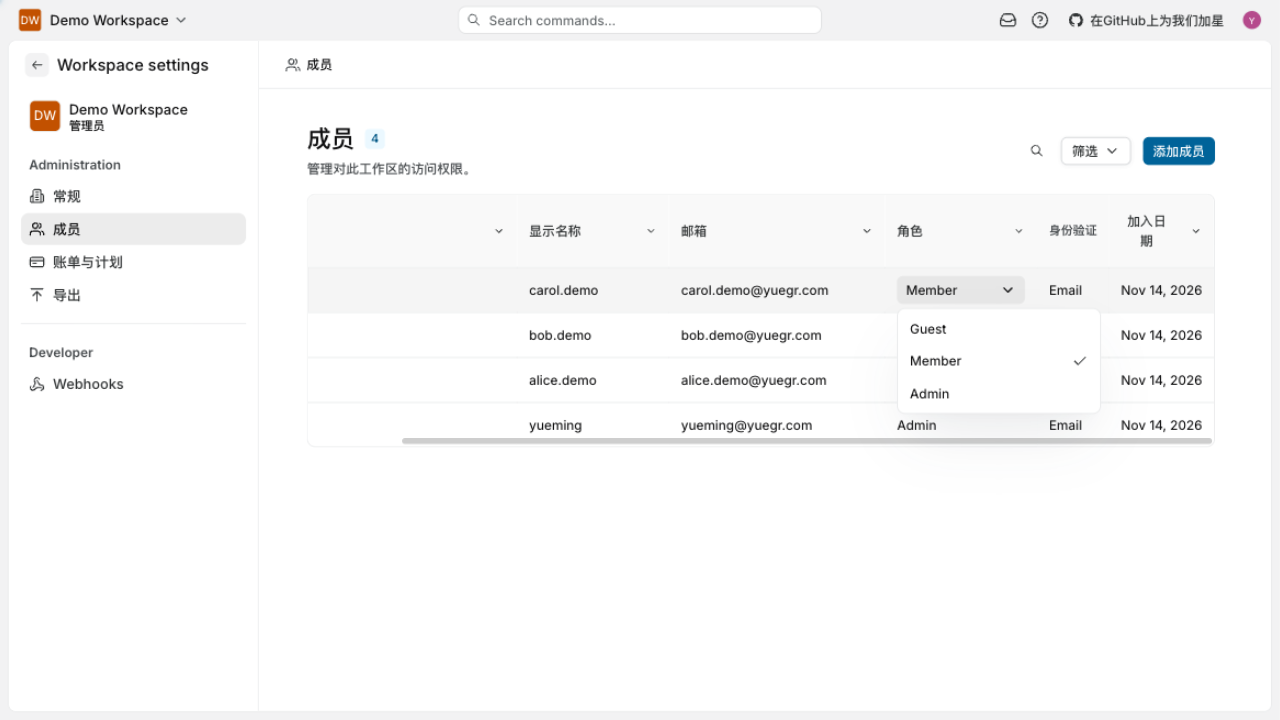 DW Demo Workspace
Search commands...
在GitHub上为我们加星
Y
Workspace settings
成员
DW
Demo Workspace
管理员
Administration
常规
成员
账单与计划
导出
Developer
Webhooks
成员 4
管理对此工作区的访问权限。
筛选
添加成员
显示名称 邮箱 角色 身份验证 加入日期
carol.demo carol.demo@yuegr.com Member Email Nov 14, 2026
bob.demo bob.demo@yuegr.com Nov 14, 2026
alice.demo alice.demo@yuegr.com Nov 14, 2026
yueming yueming@yuegr.com Admin Email Nov 14, 2026
Guest
Member
Admin